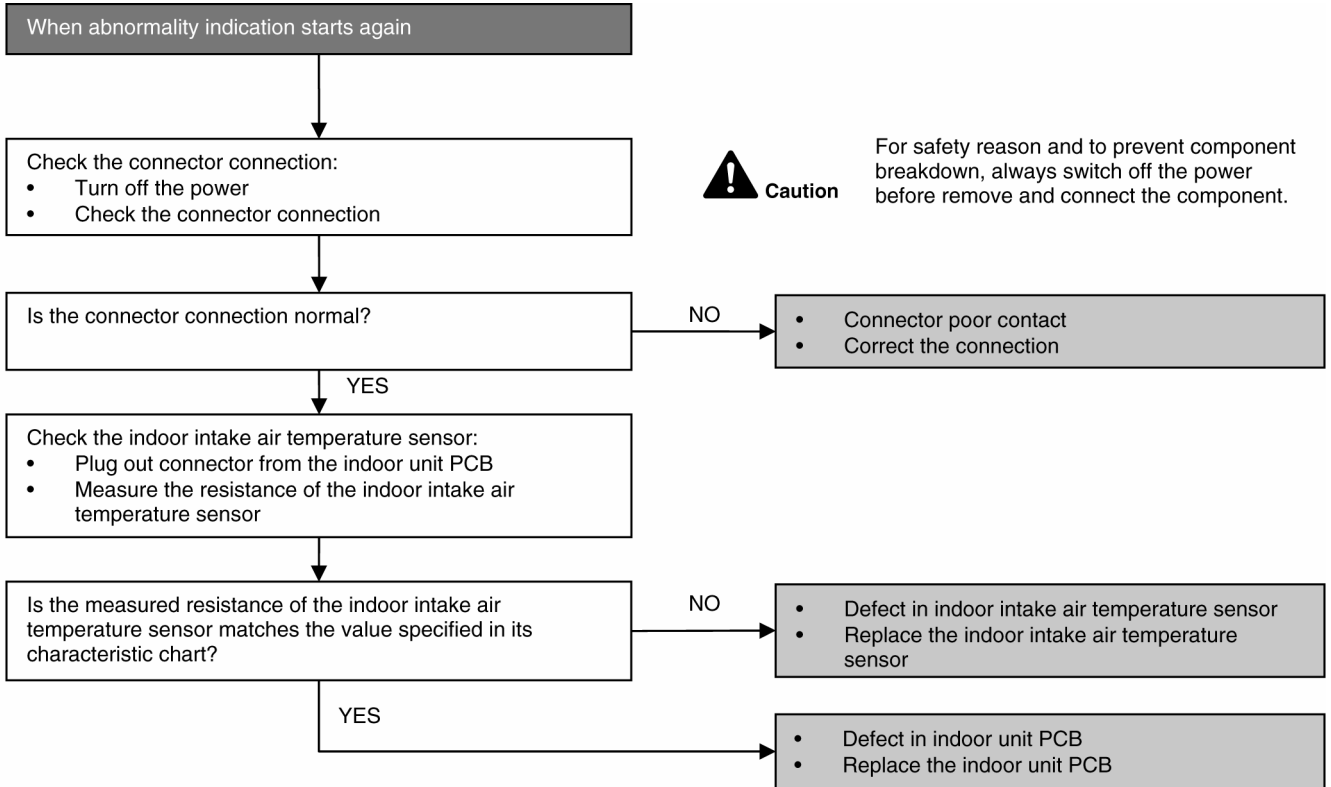 When abnormality indication starts again
Check the connector connection:
• Turn off the power
• Check the connector connection
Caution
For safety reason and to prevent component
breakdown, always switch off the power
before remove and connect the component.
Is the connector connection normal?
NO
• Connector poor contact
• Correct the connection
YES
Check the indoor intake air temperature sensor:
• Plug out connector from the indoor unit PCB
• Measure the resistance of the indoor intake air
temperature sensor
Is the measured resistance of the indoor intake air
temperature sensor matches the value specified in its
characteristic chart?
NO
• Defect in indoor intake air temperature sensor
• Replace the indoor intake air temperature
sensor
YES
• Defect in indoor unit PCB
• Replace the indoor unit PCB